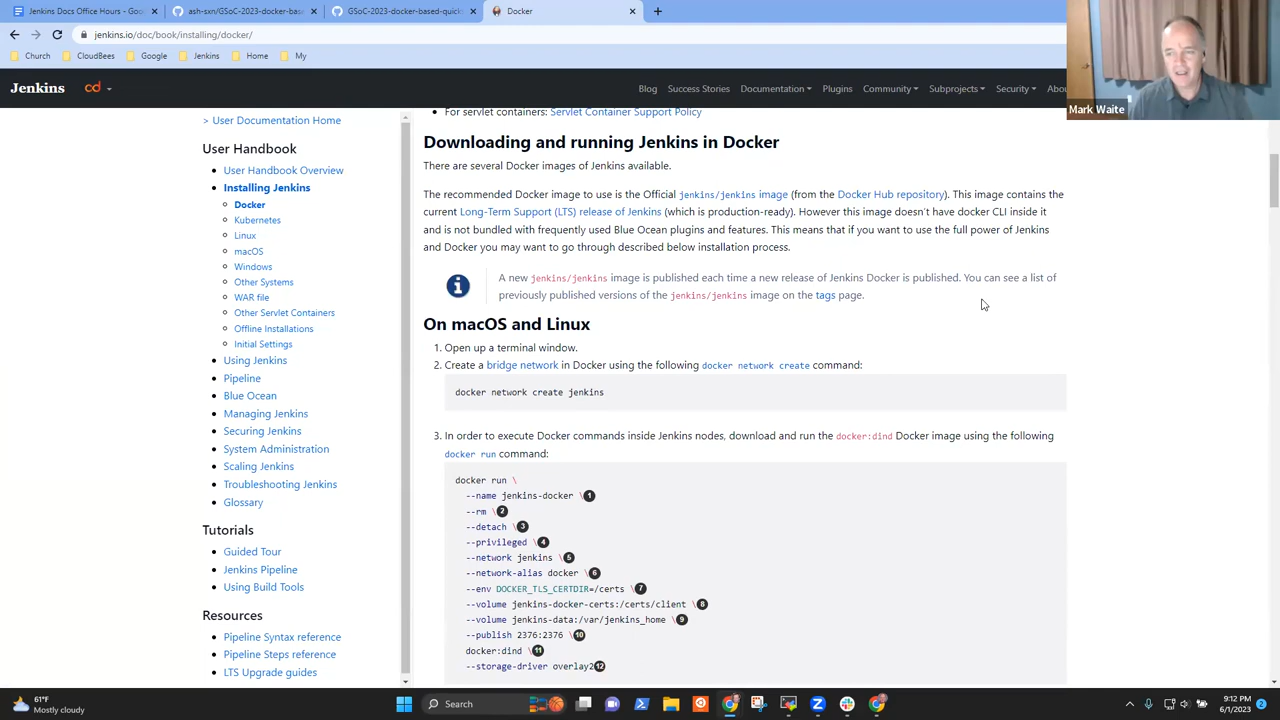 Jenkins Docs Office Hours - Go
ash-sxn/GSoC-2023-docker-bas
GSoC-2023-docker-based-quick
Docker
jenkins.io/doc/book/installing/docker/
Church
CloudBees
Google
Jenkins
Home
My
Mark Waite
Jenkins
cd
Blog
Success Stories
Documentation
Plugins
Community
Subprojects
Security
Abou
> User Documentation Home
User Handbook
User Handbook Overview
Installing Jenkins
Docker
Kubernetes
Linux
macOS
Windows
Other Systems
WAR file
Other Servlet Containers
Offline Installations
Initial Settings
Using Jenkins
Pipeline
Blue Ocean
Managing Jenkins
Securing Jenkins
System Administration
Scaling Jenkins
Troubleshooting Jenkins
Glossary
Tutorials
Guided Tour
Jenkins Pipeline
Using Build Tools
Resources
Pipeline Syntax reference
Pipeline Steps reference
LTS Upgrade guides
For servlet containers: Servlet Container Support Policy
Downloading and running Jenkins in Docker
There are several Docker images of Jenkins available.
The recommended Docker image to use is the Official jenkins/jenkins image (from the Docker Hub repository). This image contains the
current Long-Term Support (LTS) release of Jenkins (which is production-ready). However this image doesn't have docker CLI inside it
and is not bundled with frequently used Blue Ocean plugins and features. This means that if you want to use the full power of Jenkins
and Docker you may want to go through described below installation process.
A new jenkins/jenkins image is published each time a new release of Jenkins Docker is published. You can see a list of
previously published versions of the jenkins/jenkins image on the tags page.
On macOS and Linux
1. Open up a terminal window.
2. Create a bridge network in Docker using the following docker network create command:
docker network create jenkins
3. In order to execute Docker commands inside Jenkins nodes, download and run the docker:dind Docker image using the following
docker run command:
docker run \
--name jenkins-docker \ 1
--rm \ 2
--detach \ 3
--privileged \ 4
--network jenkins \ 5
--network-alias docker \ 6
--env DOCKER_TLS_CERTDIR=/certs \ 7
--volume jenkins-docker-certs:/certs/client \ 8
--volume jenkins-data:/var/jenkins_home \ 9
--publish 2376:2376 \ 10
docker:dind \ 11
--storage-driver overlay2 12
61°F
Mostly cloudy
Search
9:12 PM
6/1/2023
2